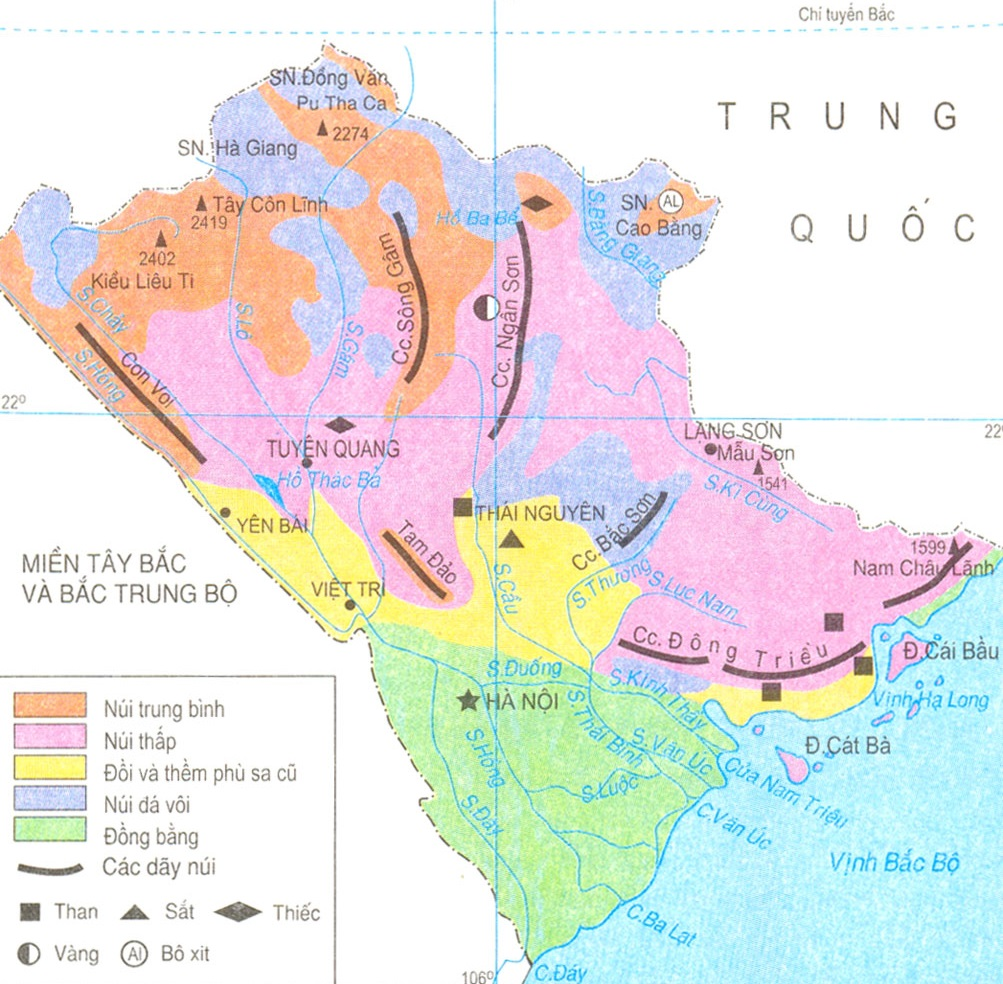 Chí tuyến Bắc
SN.Đồng Văn
Pu Tha Ca
2274
TRUNG
SN. Hà Giang
Tây Côn Lĩnh
2419
Hồ Ba Bể
S.Bằng Giang
SN. Al
Cao Bằng
QUỐC
2402
Kiều Liêu Ti
S.Chảy
S.Hồng
Con Voi
S.Lô
S.Gâm
Cc.Sông Gâm
Cc. Ngân Sơn
22º
22º
TUYÊN QUANG
Hồ Thác Bà
LẠNG SƠN
Mẫu Sơn
1541
S.Kì Cùng
YÊN BÁI
THÁI NGUYÊN
Cc.Bắc Sơn
Tam Đảo
1599
Nam Châu Lãnh
MIỀN TÂY BẮC
VÀ BẮC TRUNG BỘ
VIỆT TRÌ
S.Cầu
S.Thương
S.Lục Nam
Cc. Đông Triều
Đ.Cái Bầu
S.Đuống
HÀ NỘI
S.Kinh Thầy
Vịnh Hạ Long
S.Thái Bình
S.Văn Úc
Đ.Cát Bà
S.Hồng
S.Luộc
Cửa Nam Triệu
S.Đáy
C.Văn Úc
Vịnh Bắc Bộ
C.Ba Lạt
106º
C.Đáy
Núi trung bình
Núi thấp
Đồi và thềm phù sa cũ
Núi đá vôi
Đồng bằng
Các dãy núi
Than
Sắt
Thiếc
Vàng
Al
Bô xit